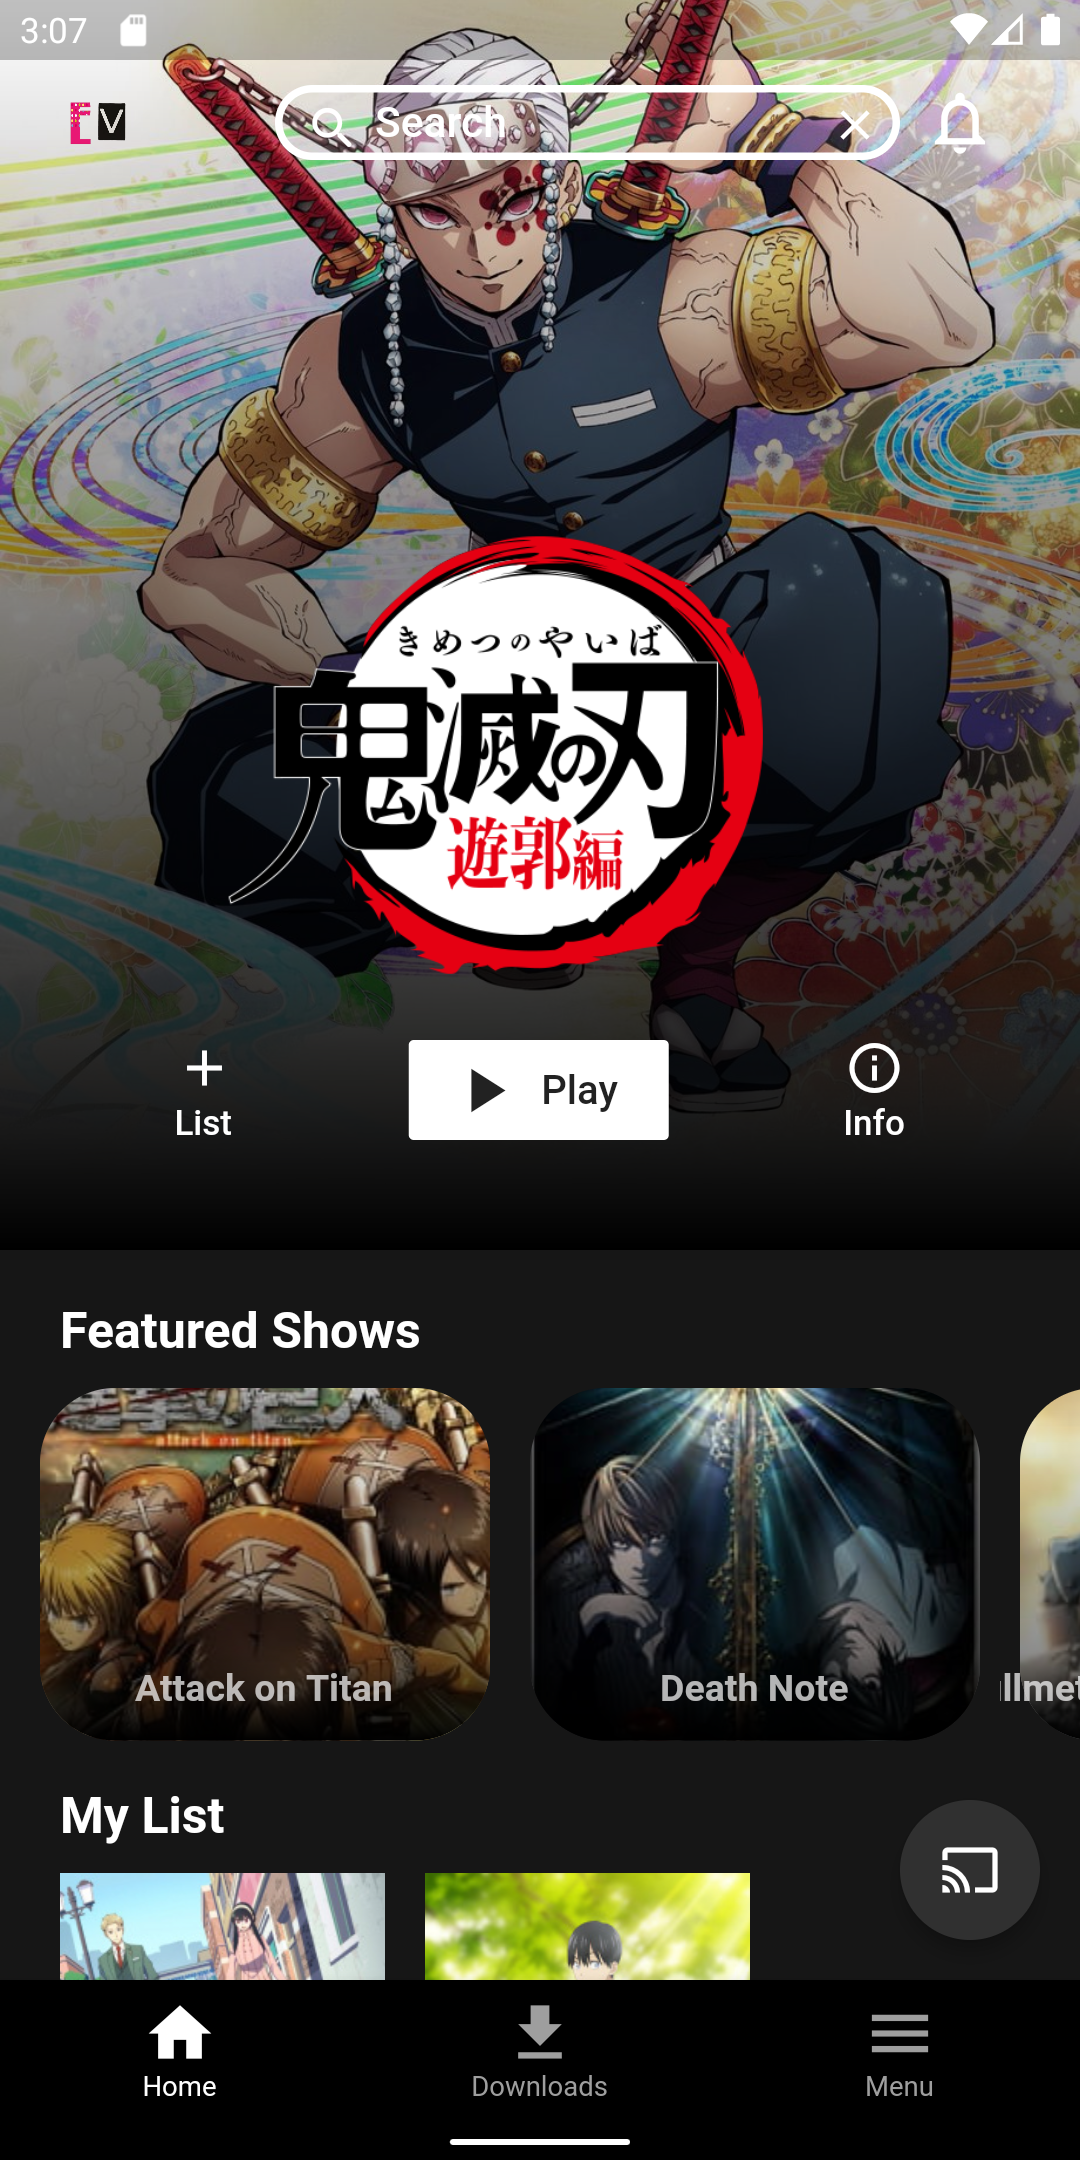 3:07
EV
Search
きめつのやいば
鬼滅の刃
遊郭編
List
Play
Info
Featured Shows
attack on titan
Attack on Titan
Death Note
llmet
My List
Home
Downloads
Menu